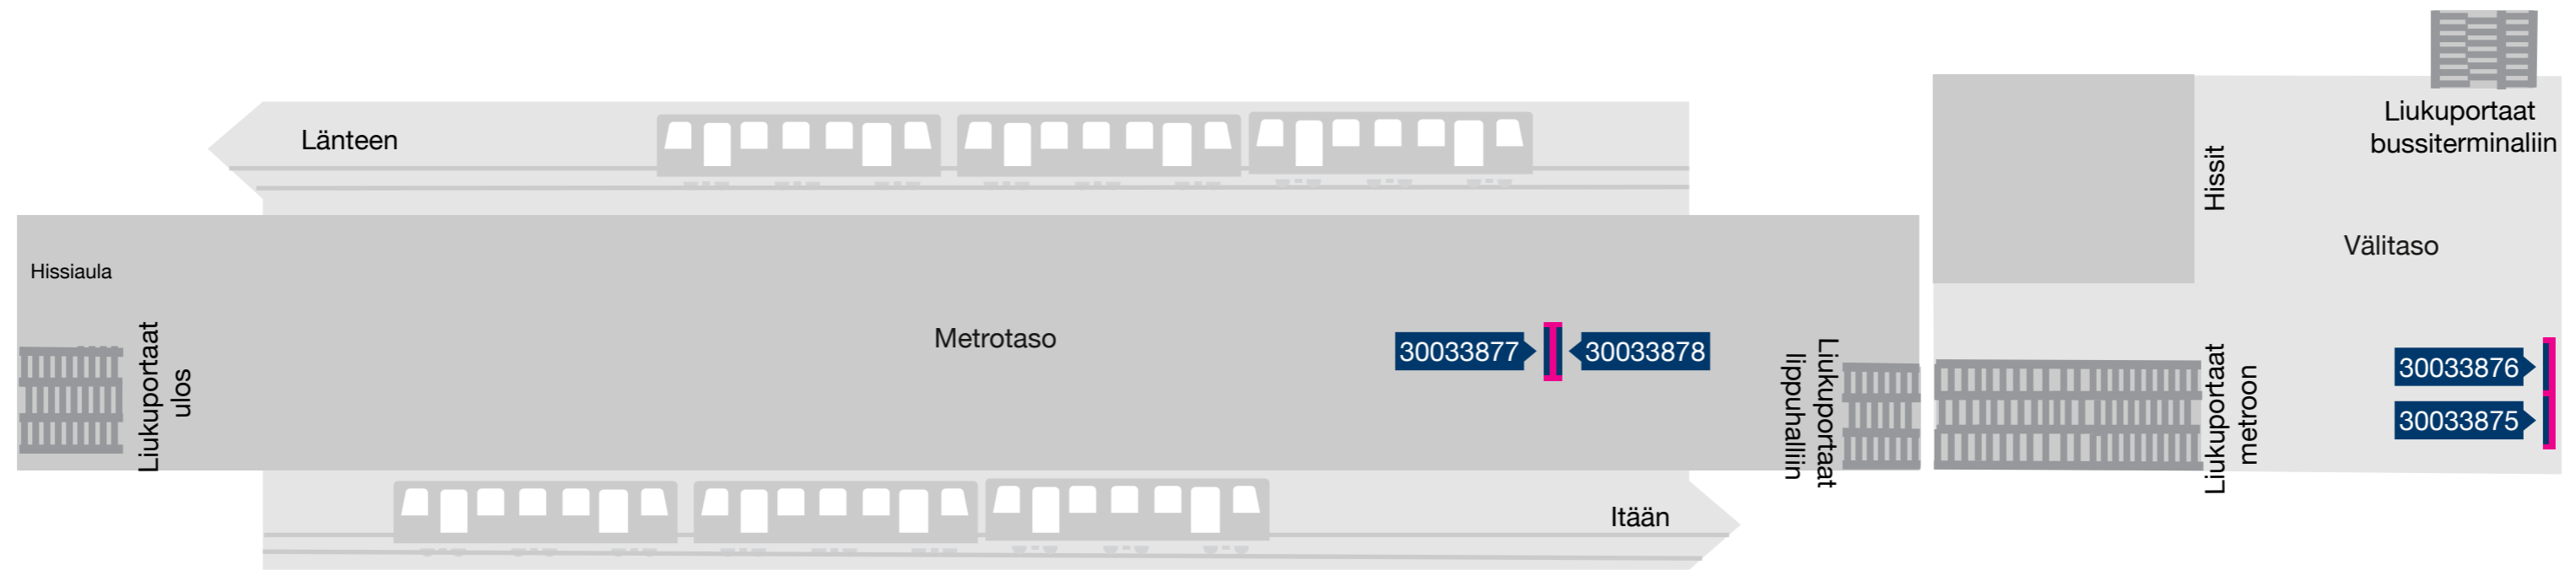 Länteen
Hissiaula
Liukuportaat
ulos
Metrotaso
30033877
30033878
Liukuportaat
lippuhalliin
Itään
Hissit
Liukuportaat
bussiterminaliin
Välitaso
Liukuportaat
metroon
30033876
30033875